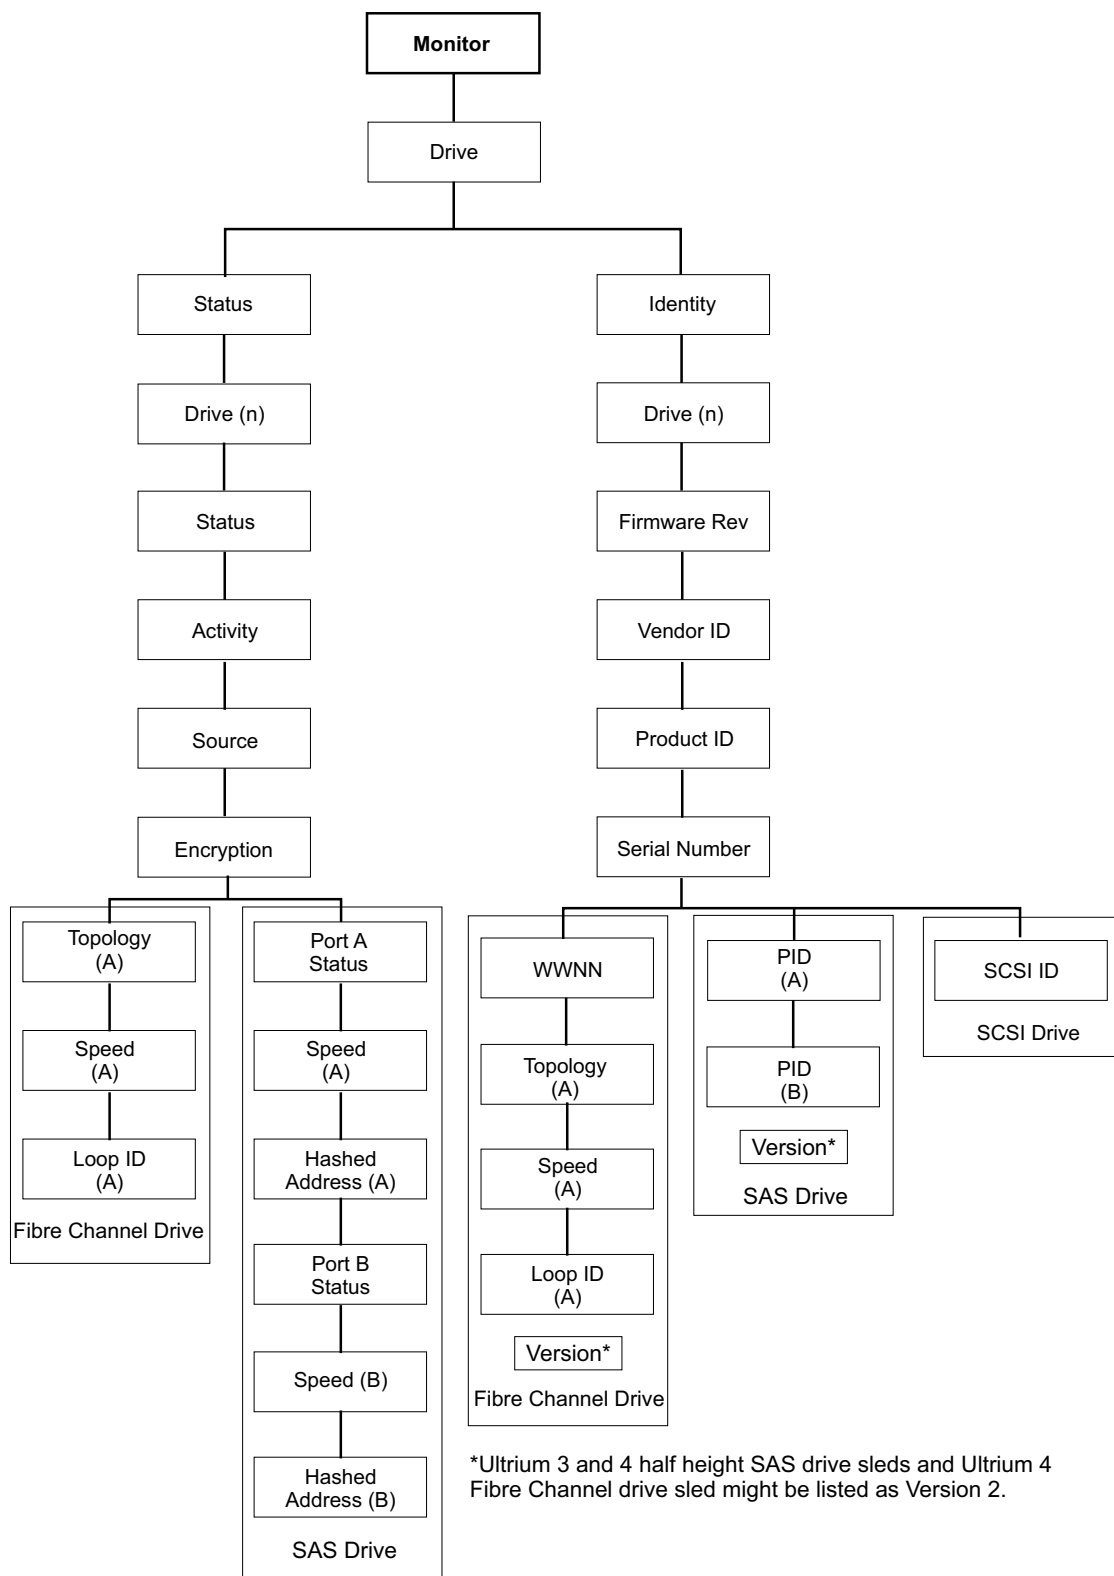 Monitor
Drive
Status
Drive (n)
Status
Activity
Source
Encryption
Topology
(A)
Speed
(A)
Loop ID
(A)
Fibre Channel Drive
Port A
Status
Speed
(A)
Hashed
Address (A)
Port B
Status
Speed (B)
Hashed
Address (B)
SAS Drive
Identity
Drive (n)
Firmware Rev
Vendor ID
Product ID
Serial Number
WWNN
Topology
(A)
Speed
(A)
Loop ID
(A)
Version*
Fibre Channel Drive
PID
(A)
PID
(B)
Version*
SAS Drive
SCSI ID
SCSI Drive
*Ultrium 3 and 4 half height SAS drive sleds and Ultrium 4
Fibre Channel drive sled might be listed as Version 2.